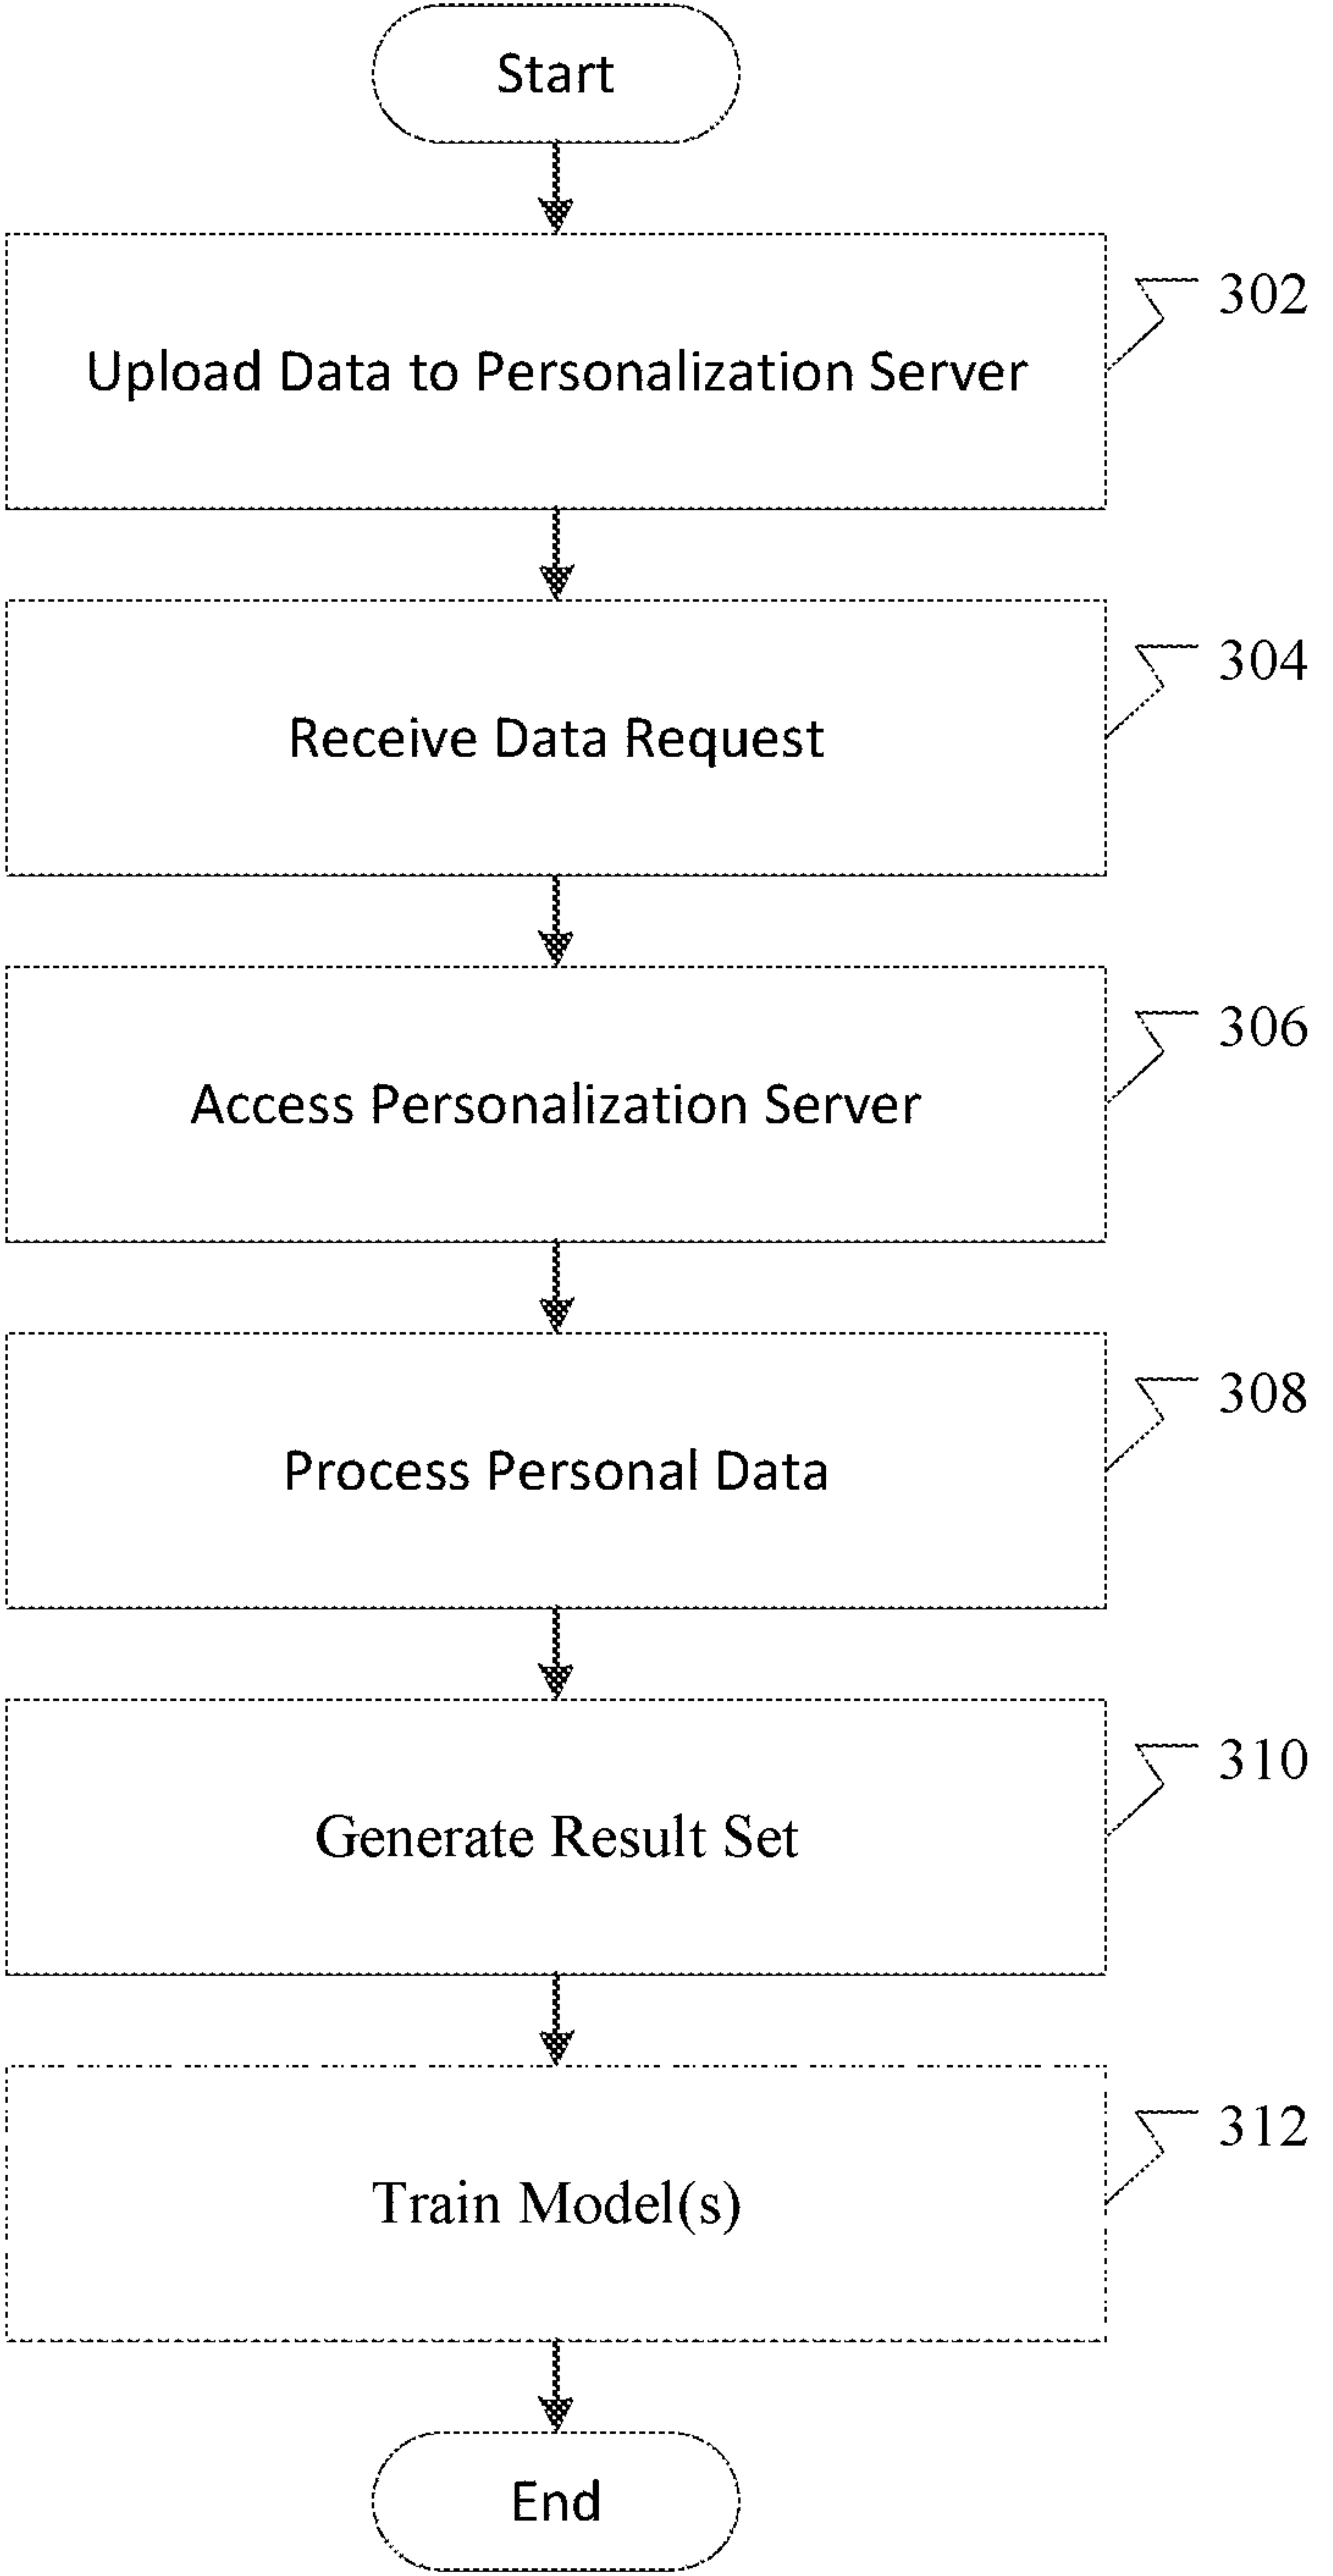 Start
302
Upload Data to Personalization Server
304
Receive Data Request
306
Access Personalization Server
308
Process Personal Data
310
Generate Result Set
312
Train Model(s)
End